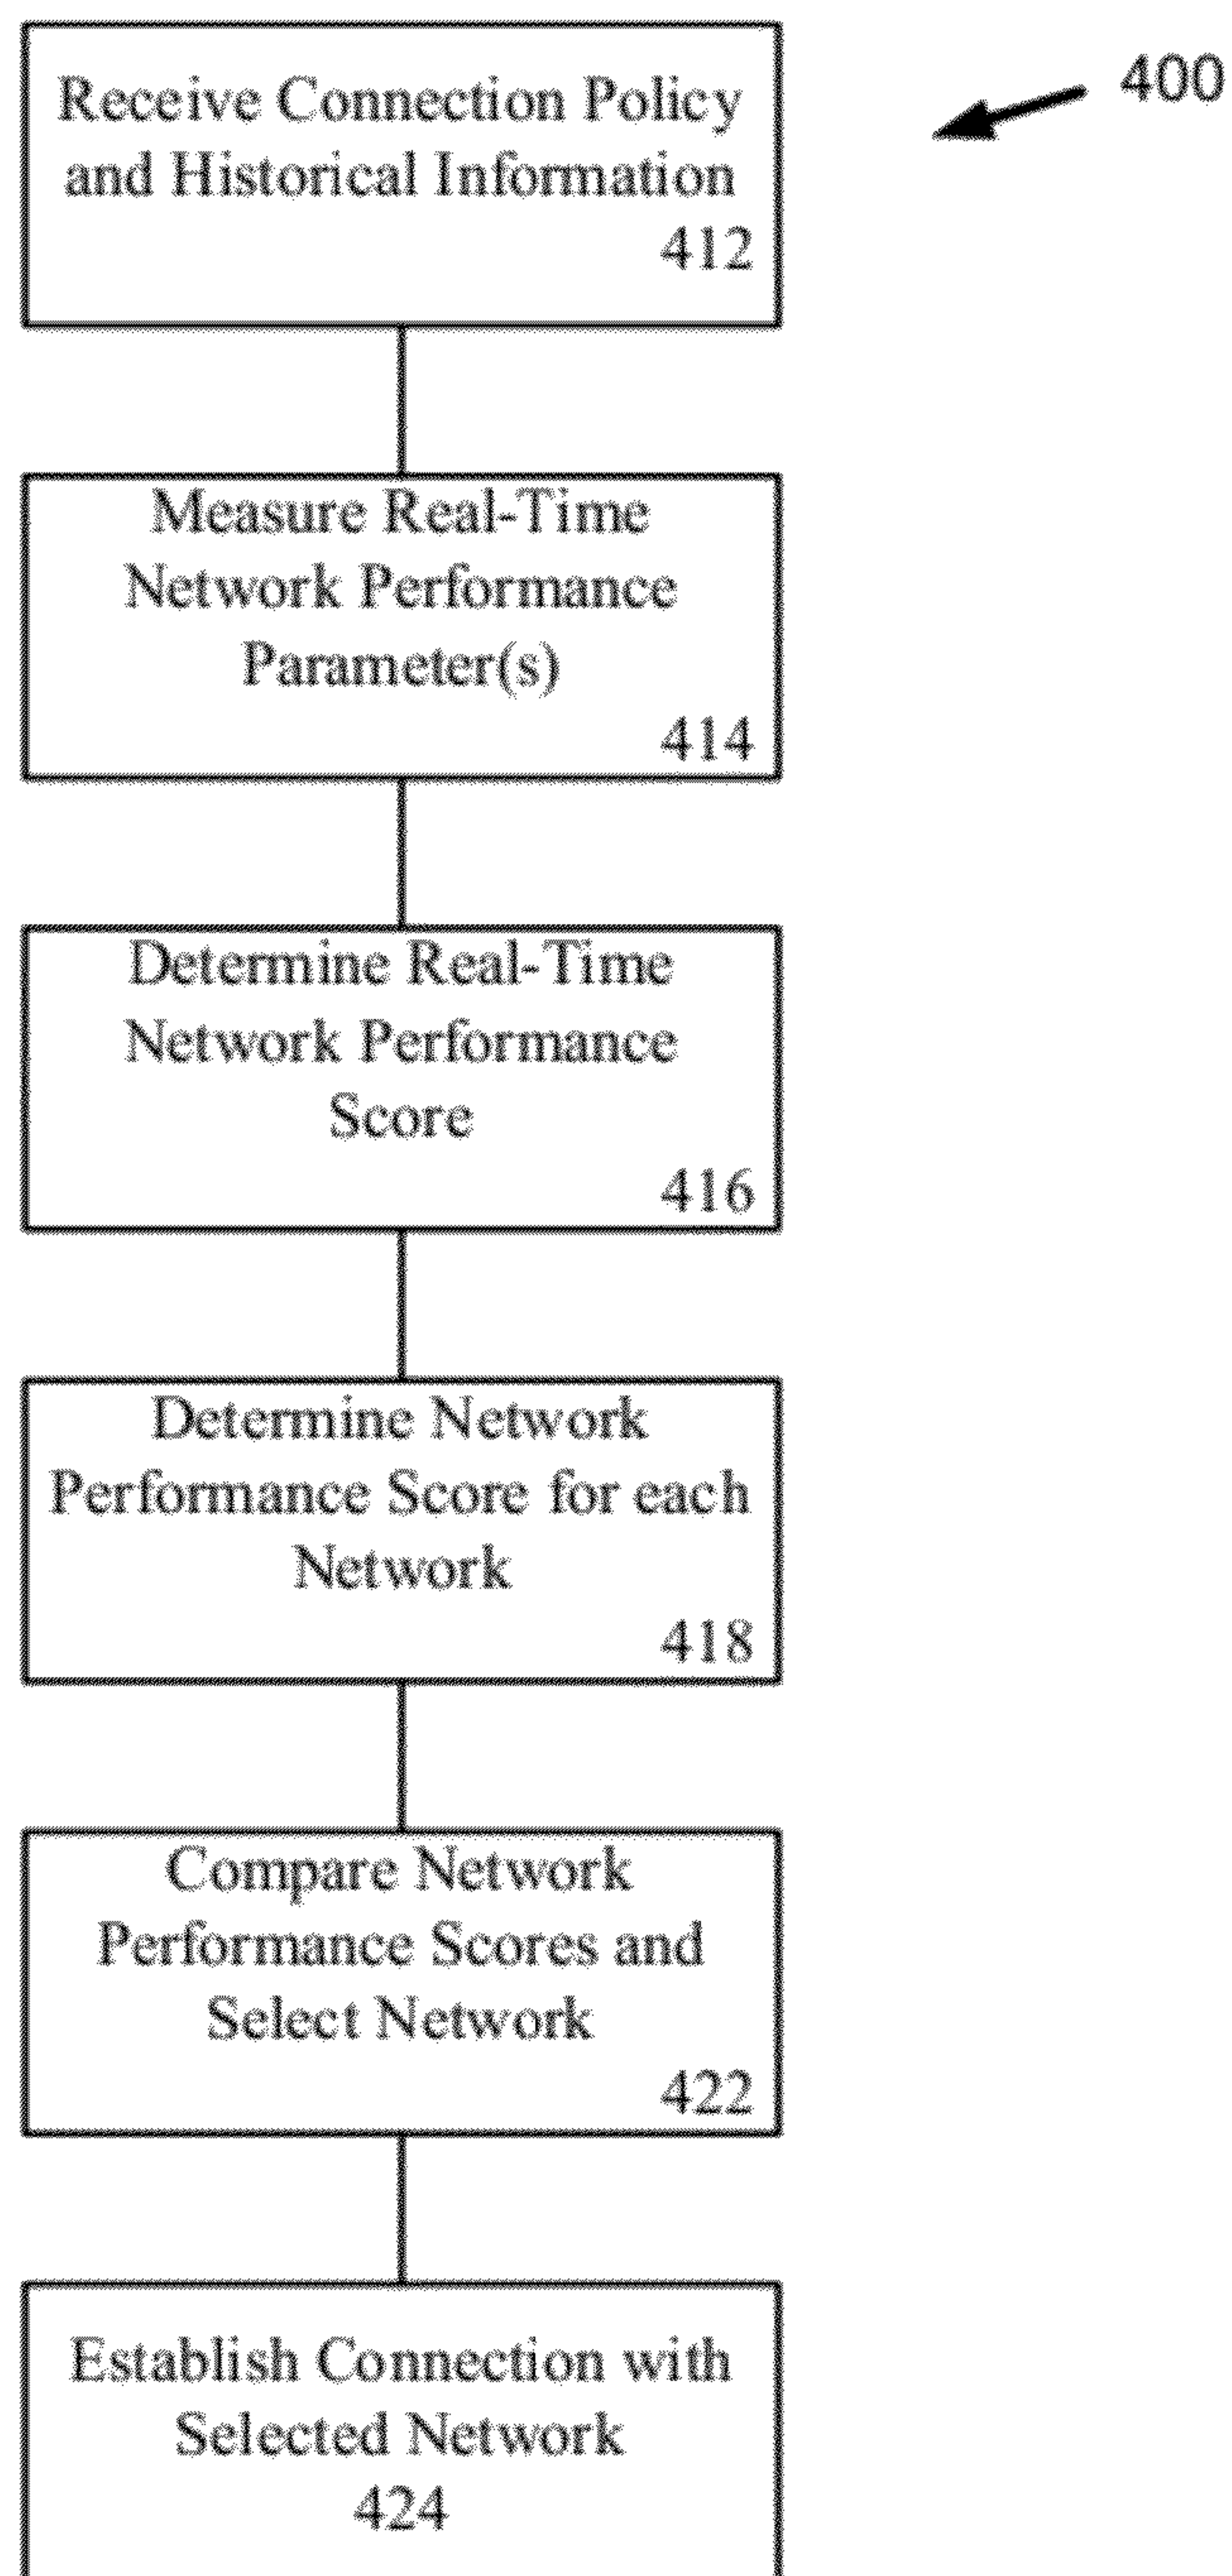 400
Receive Connection Policy
and Historical Information
412
Measure Real-Time
Network Performance
Parameter(s)
414
Determine Real-Time
Network Performance
Score
416
Determine Network
Performance Score for each
Network
418
Compare Network
Performance Scores and
Select Network
422
Establish Connection with
Selected Network
424